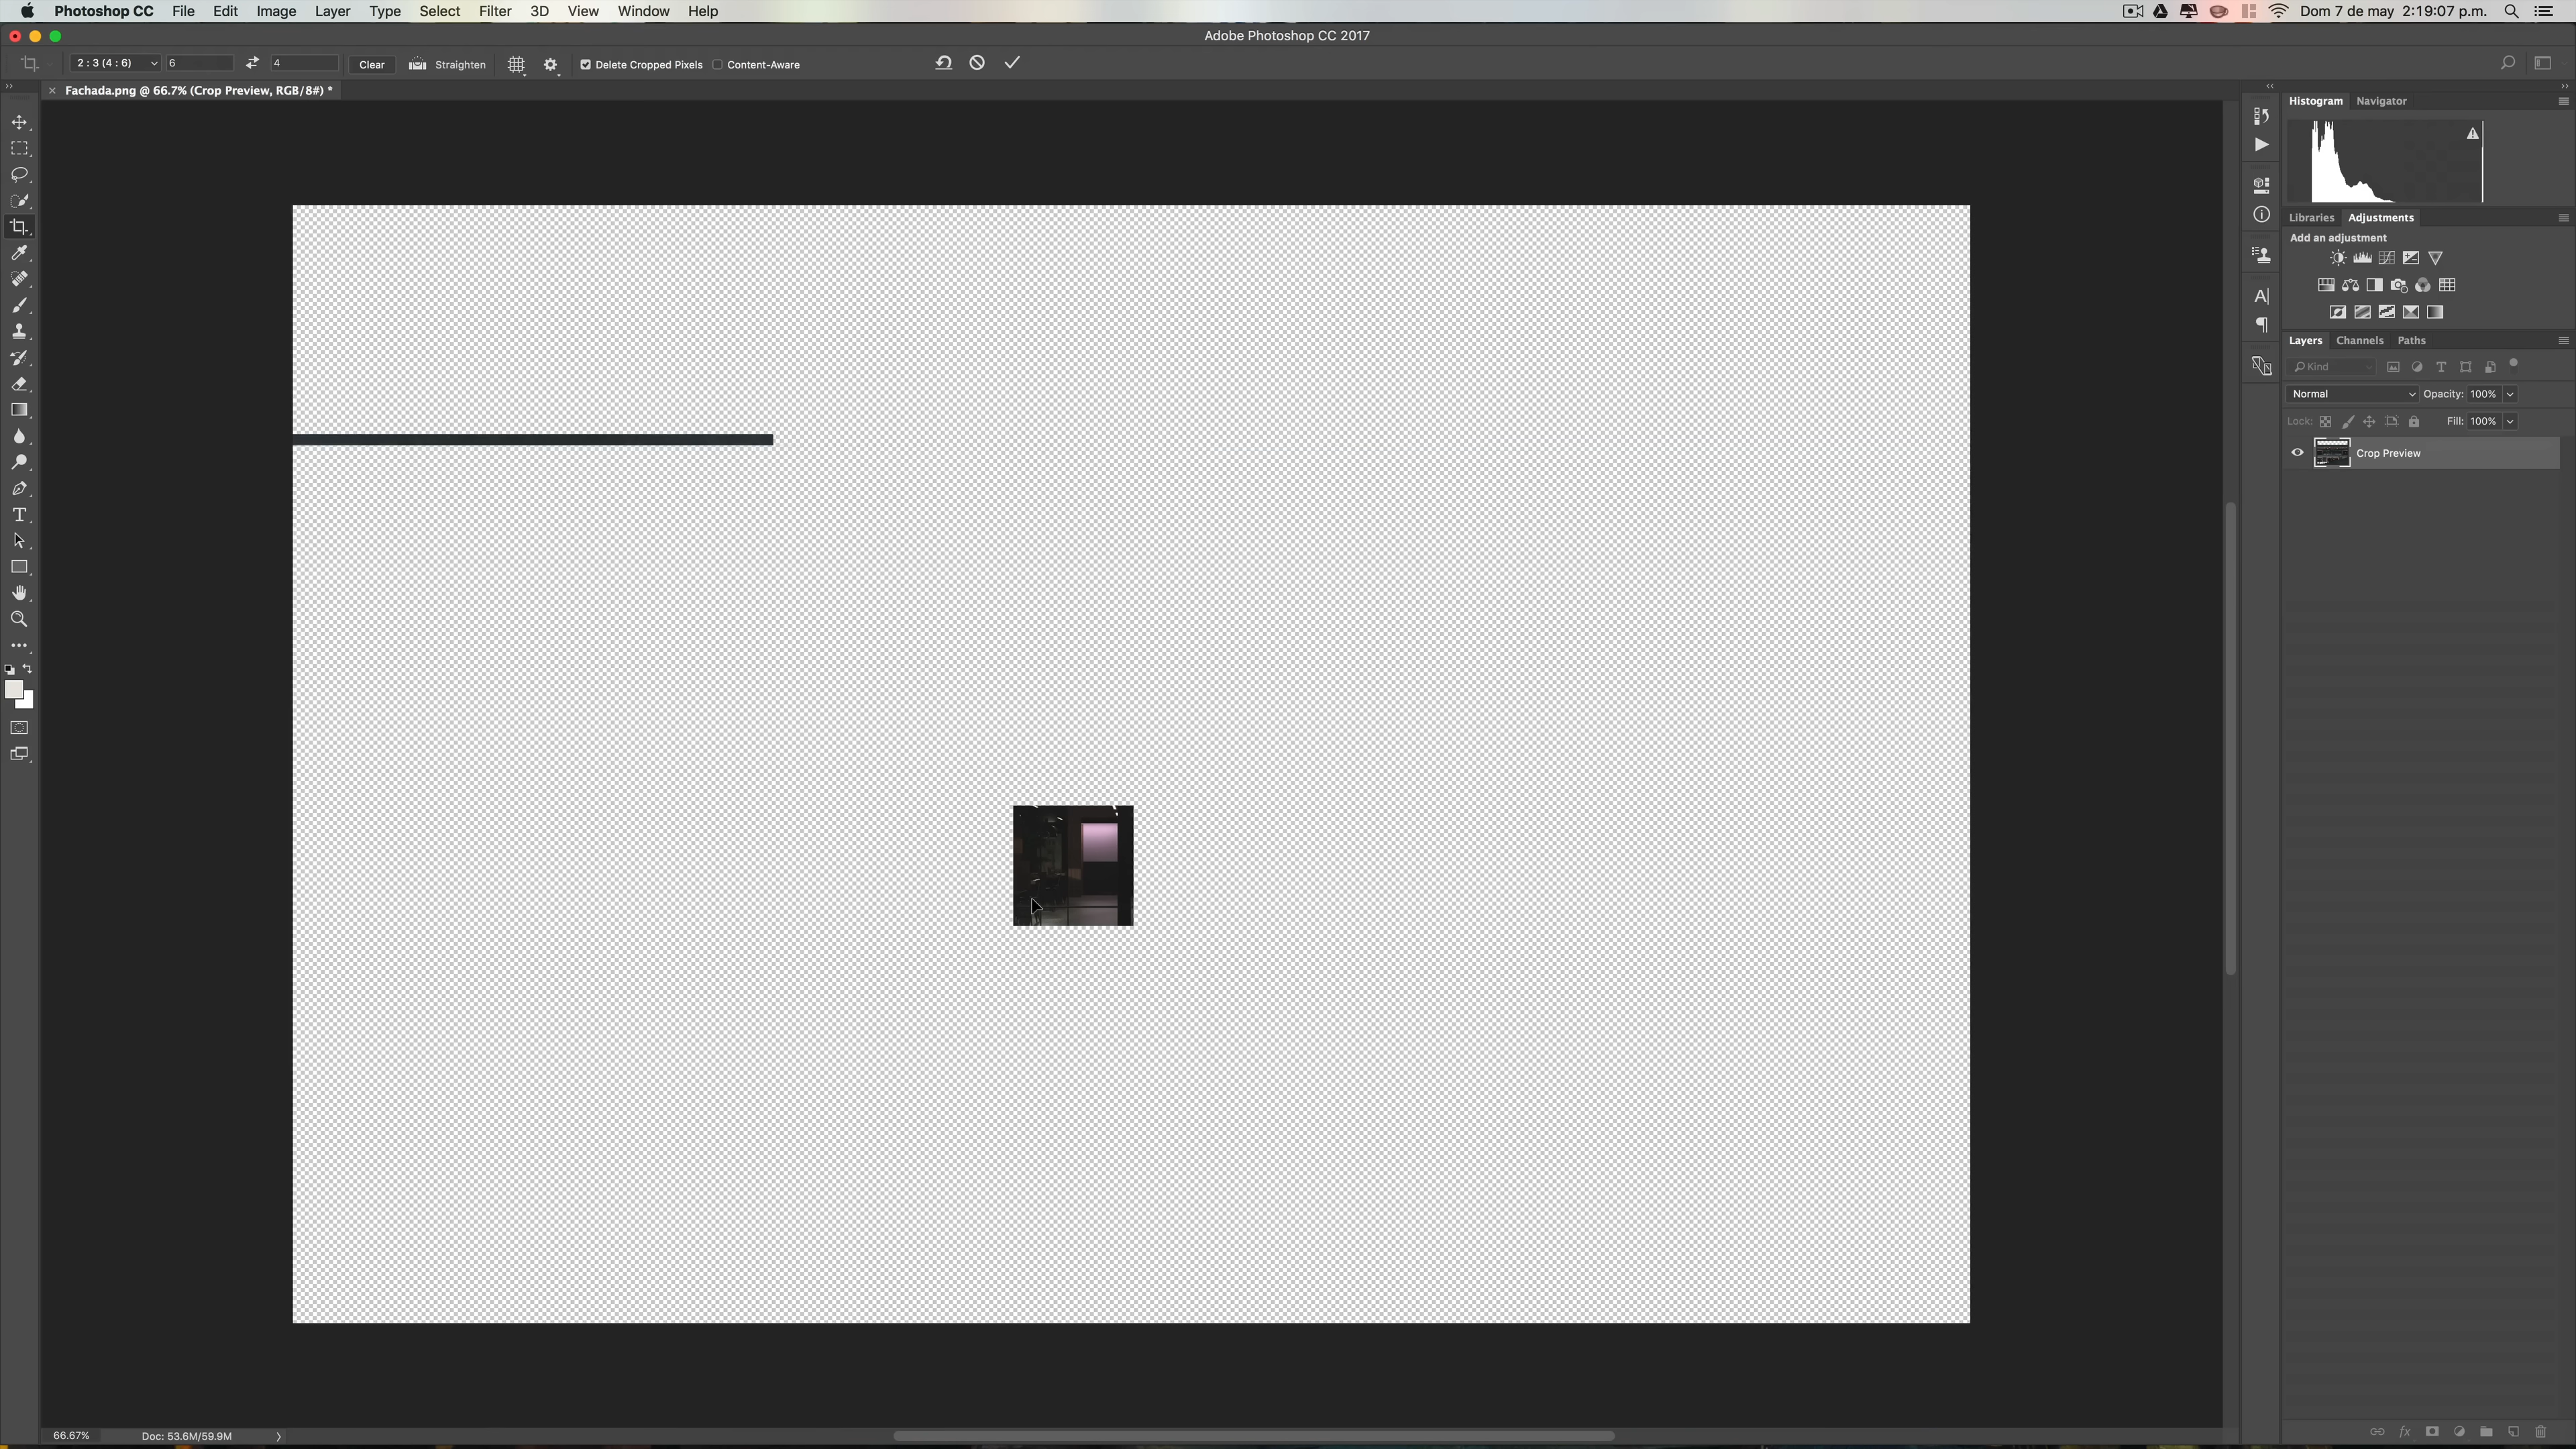 Photoshop CC File Edit Image Layer Type Select Filter 3D View Window Help Dom 7 de may 2:19:07 p.m.
Adobe Photoshop CC 2017
2 : 3 (4 : 6) 6 4 Clear Straighten Delete Cropped Pixels Content-Aware
Fachada.png @ 66.7% (Crop Preview, RGB/8#) *
Histogram Navigator
Libraries Adjustments
Add an adjustment
Layers Channels Paths
Kind
Normal Opacity: 100%
Lock: Fill: 100%
Crop Preview
66.67% Doc: 53.6M/59.9M